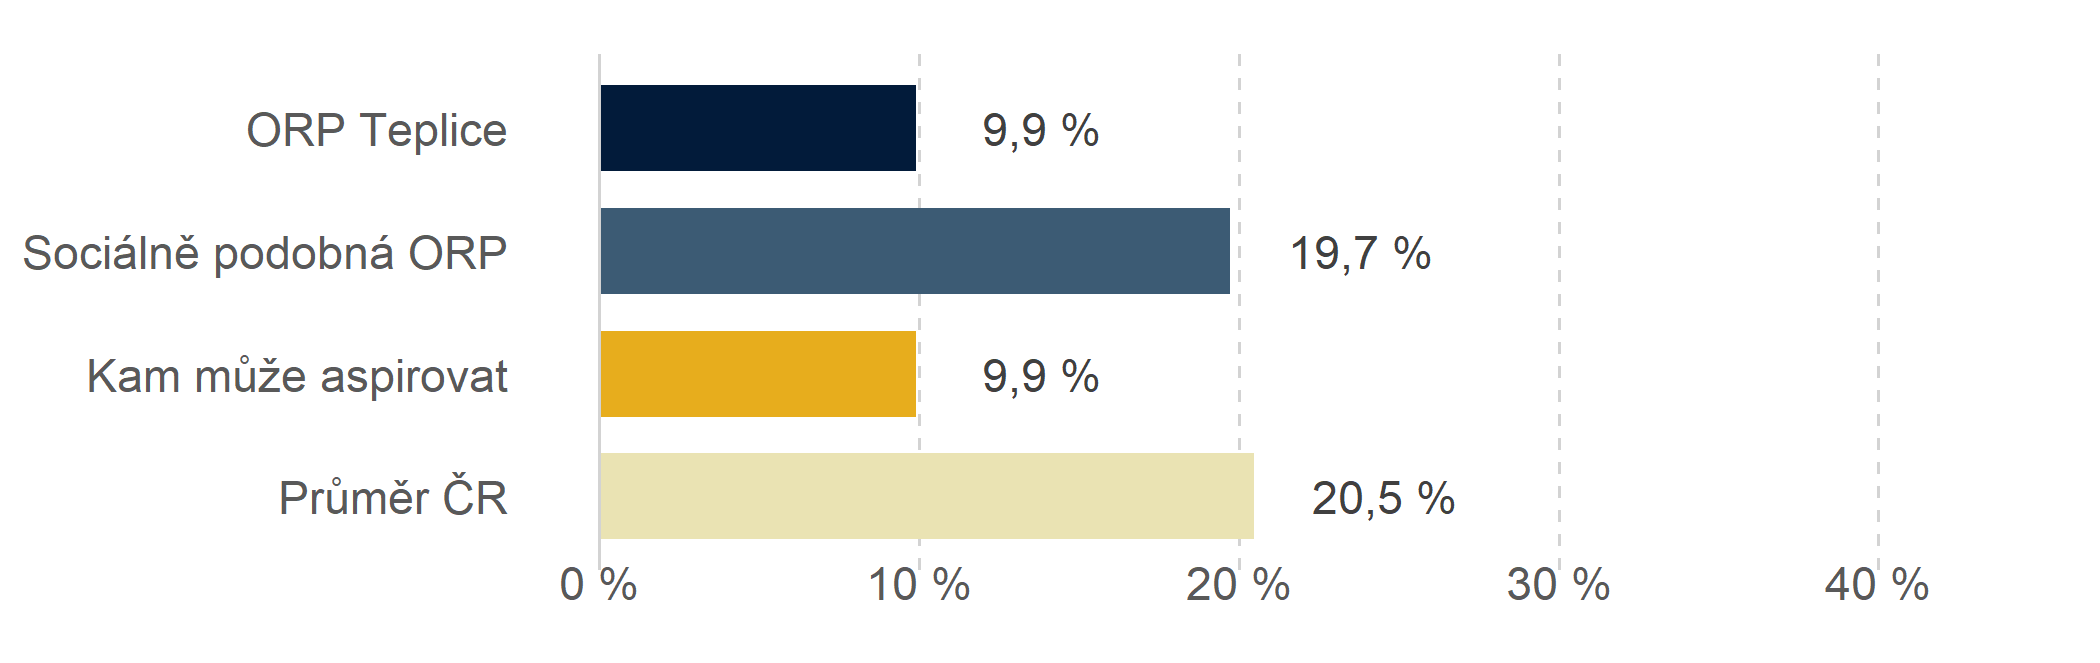 ORP Teplice
9,9 %
Sociálně podobná ORP
19,7 %
Kam může aspirovat
9,9 %
Průměr ČR
20,5 %
0 %
10 %
20 %
30 %
40 %